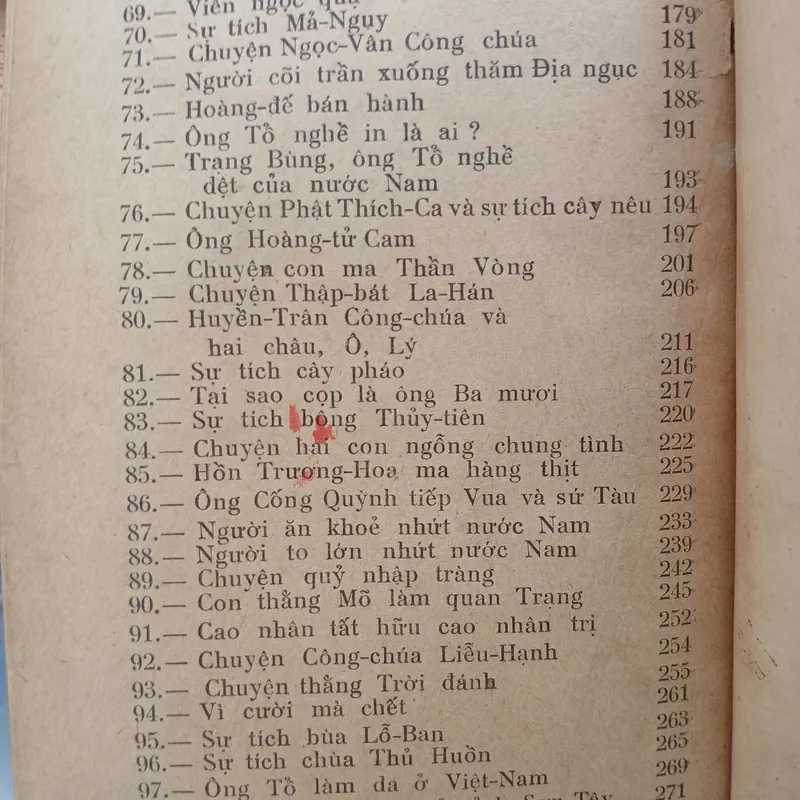 69.— Viên ngọc quý
70.— Sự tích Mả-Ngụy 179
71.— Chuyện Ngọc-Vân Công chúa 181
72.— Người cõi trần xuống thăm Địa ngục 184
73.— Hoàng-đế bán hành 188
74.— Ông Tổ nghề in là ai ? 191
75.— Trạng Bùng, ông Tổ nghề
dệt của nước Nam 193
76.— Chuyện Phật Thích-Ca và sự tích cây nêu 194
77.— Ông Hoàng-tử Cam 197
78.— Chuyện con ma Thần Vòng 201
79.— Chuyện Thập-bát La-Hán 206
80.— Huyền-Trân Công-chúa và
hai châu, Ô, Lý 211
81.— Sự tích cây pháo 216
82.— Tại sao cọp là ông Ba mươi 217
83.— Sự tích bông Thủy-tiên 220
84.— Chuyện hai con ngỗng chung tình 222
85.— Hồn Trương-Hoa ma hàng thịt 225
86.— Ông Cống Quỳnh tiếp Vua và sứ Tàu 229
87.— Người ăn khoẻ nhứt nước Nam 233
88.— Người to lớn nhứt nước Nam 239
89.— Chuyện quỷ nhập tràng 242
90.— Con thằng Mõ làm quan Trạng 245
91.— Cao nhân tất hữu cao nhân trị 252
92.— Chuyện Công-chúa Liễu-Hạnh 254
93.— Chuyện thằng Trời đánh 255
94.— Vì cười mà chết 261
95.— Sự tích bùa Lỗ-Ban 263
96.— Sự tích chùa Thủ Huồn 265
97.— Ông Tổ làm da ở Việt-Nam 269
Sơn Tây 271